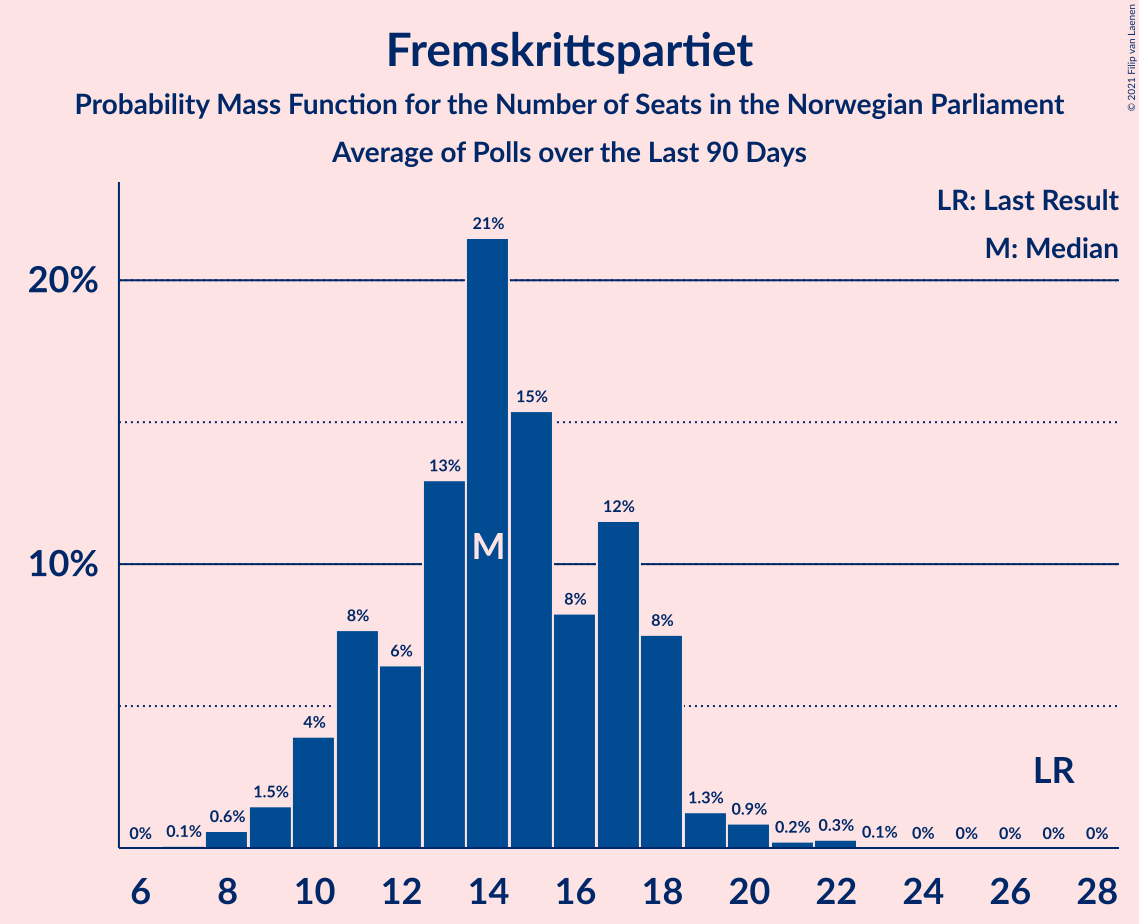 Fremskrittspartiet
Probability Mass Function for the Number of Seats in the Norwegian Parliament
Average of Polls over the Last 90 Days
© 2021 Filip van Laenen
LR: Last Result
M: Median
20%
10%
0%
0.1%
0.6%
1.5%
4%
8%
6%
13%
21%
15%
8%
12%
8%
1.3%
0.9%
0.2%
0.3%
0.1%
0%
0%
0%
0%
0%
M
LR
6 8 10 12 14 16 18 20 22 24 26 28